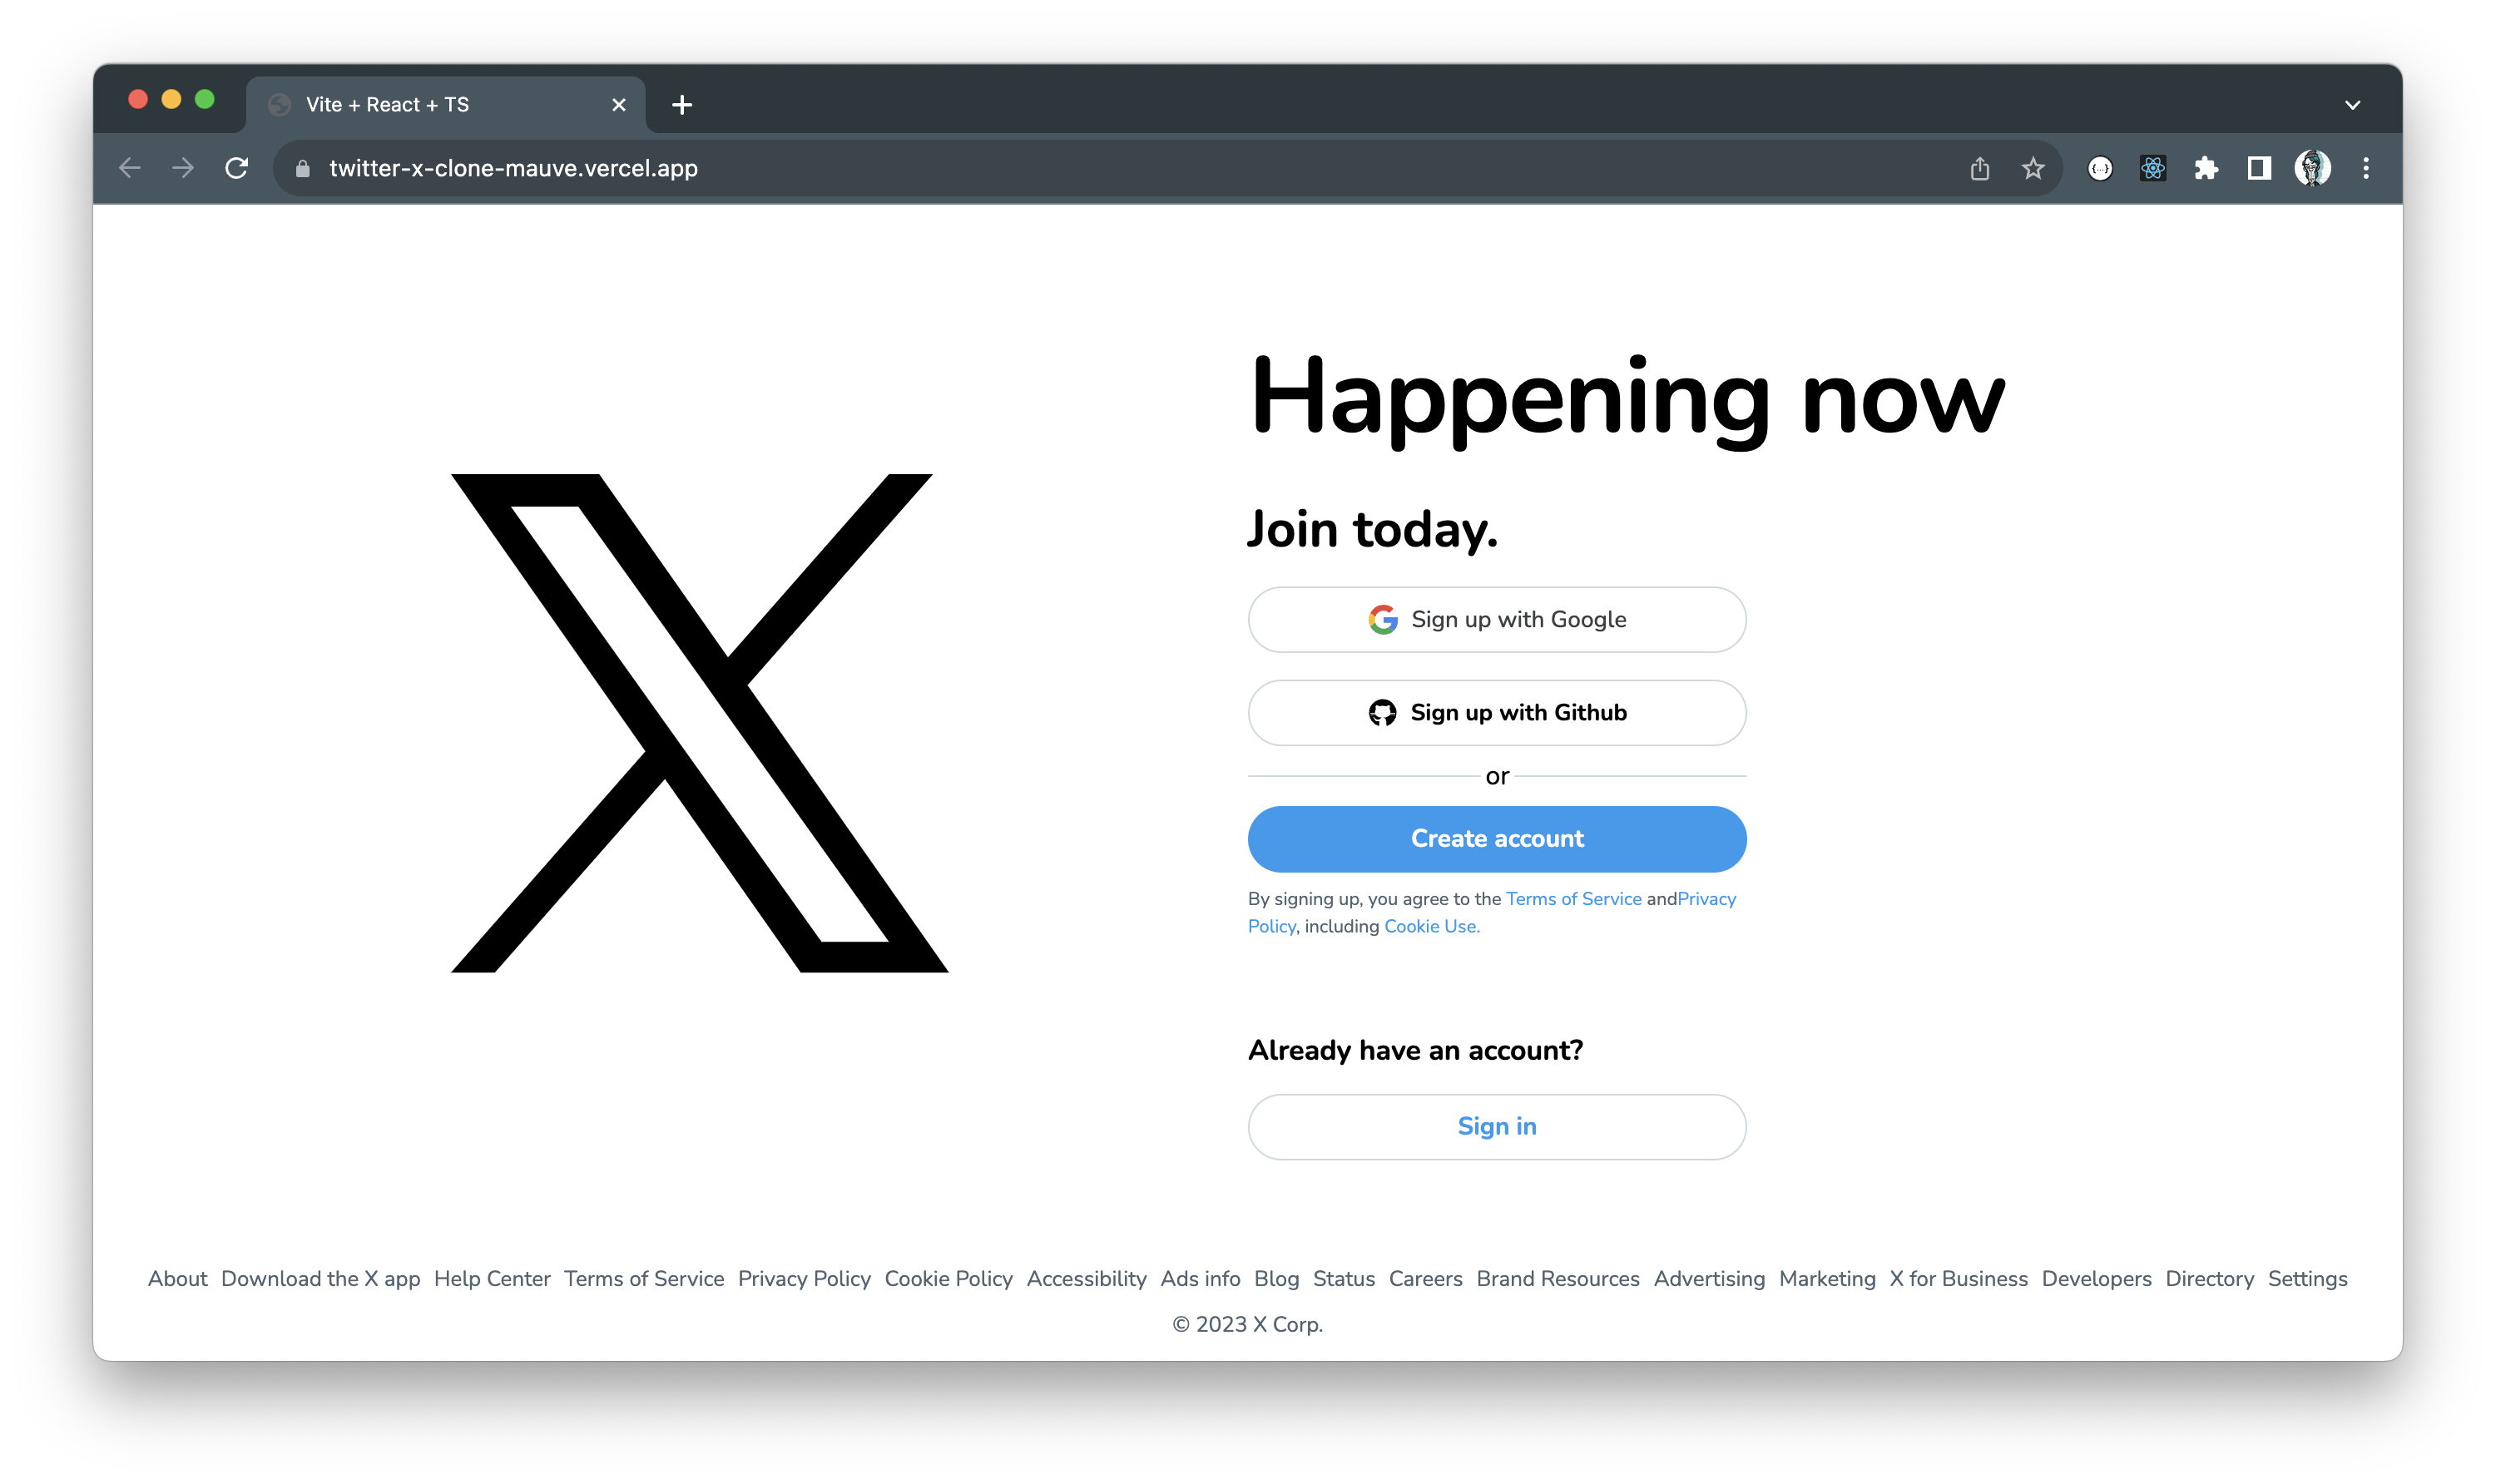 Vite + React + TS
twitter-x-clone-mauve.vercel.app
Happening now
Join today.
Sign up with Google
Sign up with Github
or
Create account
By signing up, you agree to the Terms of Service andPrivacy
Policy, including Cookie Use.
Already have an account?
Sign in
About Download the X app Help Center Terms of Service Privacy Policy Cookie Policy Accessibility Ads info Blog Status Careers Brand Resources Advertising Marketing X for Business Developers Directory Settings
© 2023 X Corp.